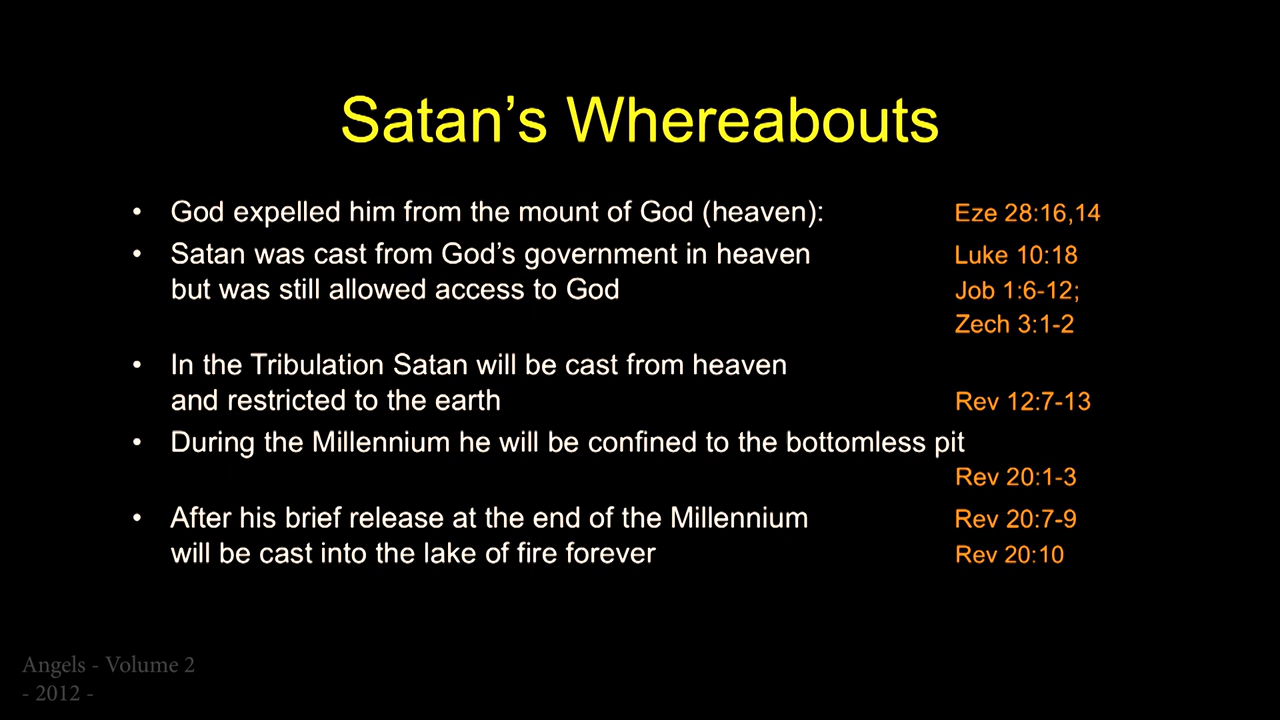 Satan’s Whereabouts
• God expelled him from the mount of God (heaven): Eze 28:16,14
• Satan was cast from God’s government in heaven Luke 10:18
but was still allowed access to God Job 1:6-12;
Zech 3:1-2
• In the Tribulation Satan will be cast from heaven
and restricted to the earth Rev 12:7-13
• During the Millennium he will be confined to the bottomless pit
Rev 20:1-3
• After his brief release at the end of the Millennium Rev 20:7-9
will be cast into the lake of fire forever Rev 20:10
Angels - Volume 2
- 2012 -